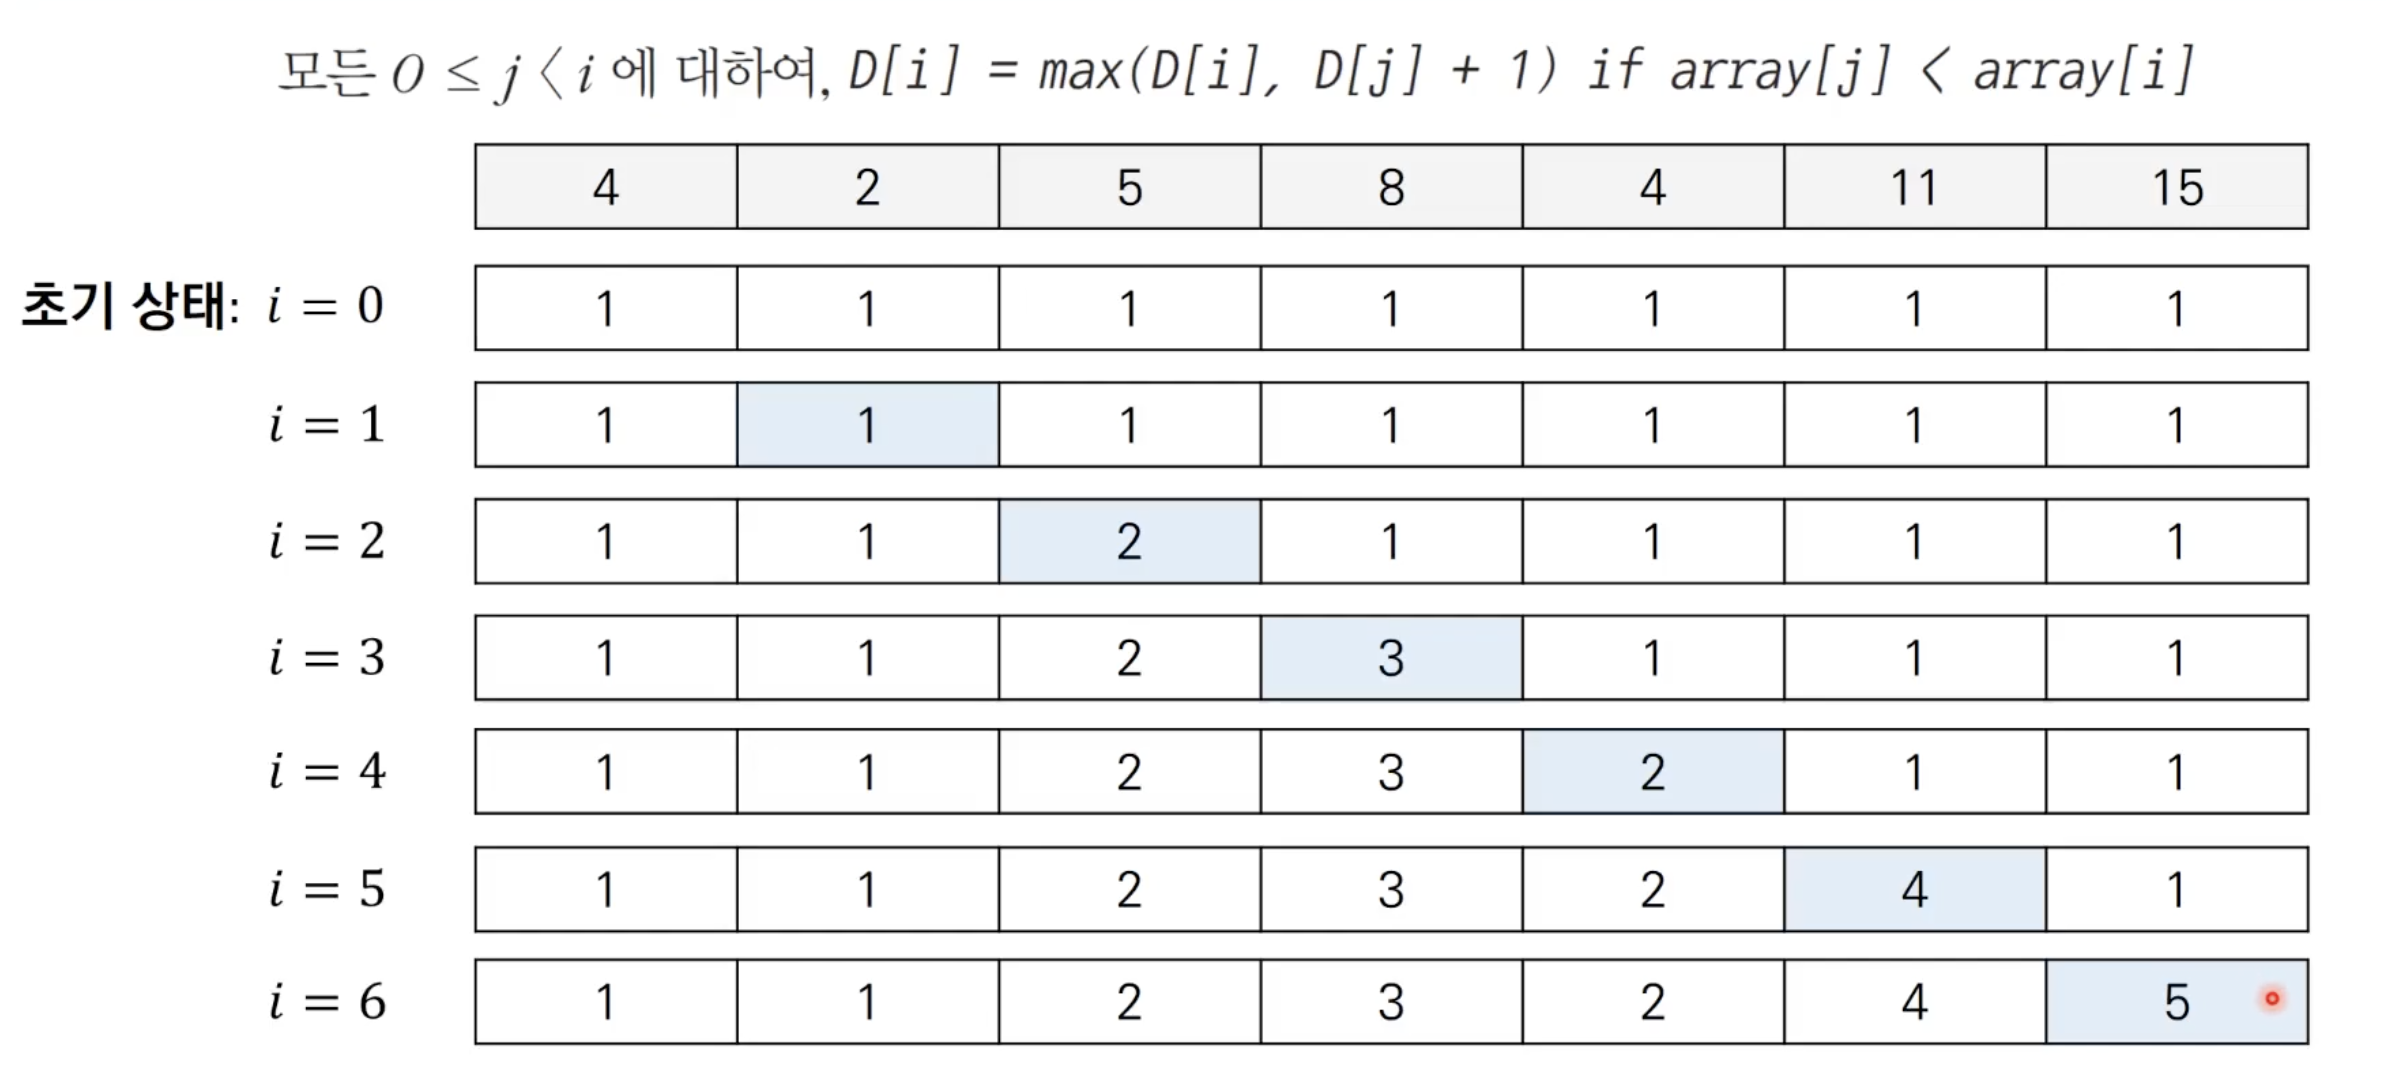 모든 0 ≤ j < i 에 대하여, D[i] = max(D[i], D[j] + 1) if array[j] < array[i]
4 2 5 8 4 11 15
초기 상태: i = 0 1 1 1 1 1 1 1
i = 1 1 1 1 1 1 1 1
i = 2 1 1 2 1 1 1 1
i = 3 1 1 2 3 1 1 1
i = 4 1 1 2 3 2 1 1
i = 5 1 1 2 3 2 4 1
i = 6 1 1 2 3 2 4 5